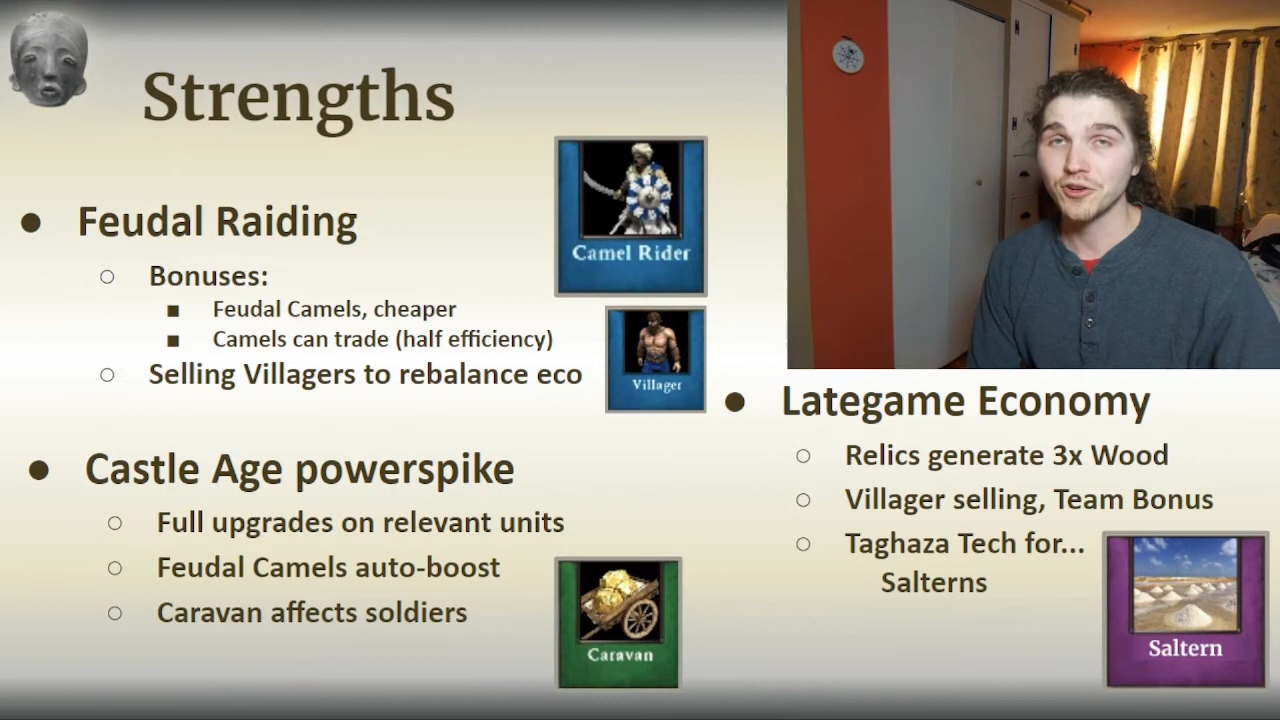 Strengths
Feudal Raiding
Bonuses:
Feudal Camels, cheaper
Camels can trade (half efficiency)
Selling Villagers to rebalance eco
Camel Rider
Villager
Castle Age powerspike
Full upgrades on relevant units
Feudal Camels auto-boost
Caravan affects soldiers
Caravan
Lategame Economy
Relics generate 3x Wood
Villager selling, Team Bonus
Taghaza Tech for...
Salterns
Saltern